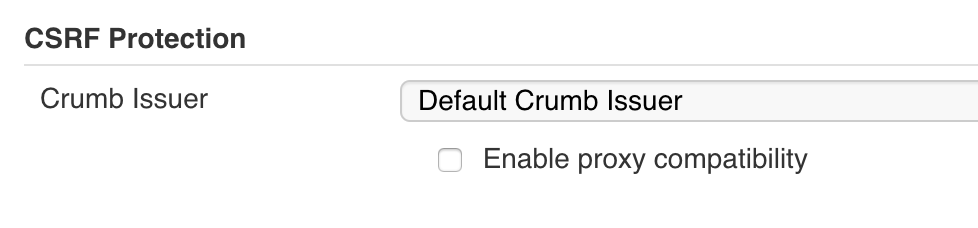 CSRF Protection
Crumb Issuer
Default Crumb Issuer
Enable proxy compatibility